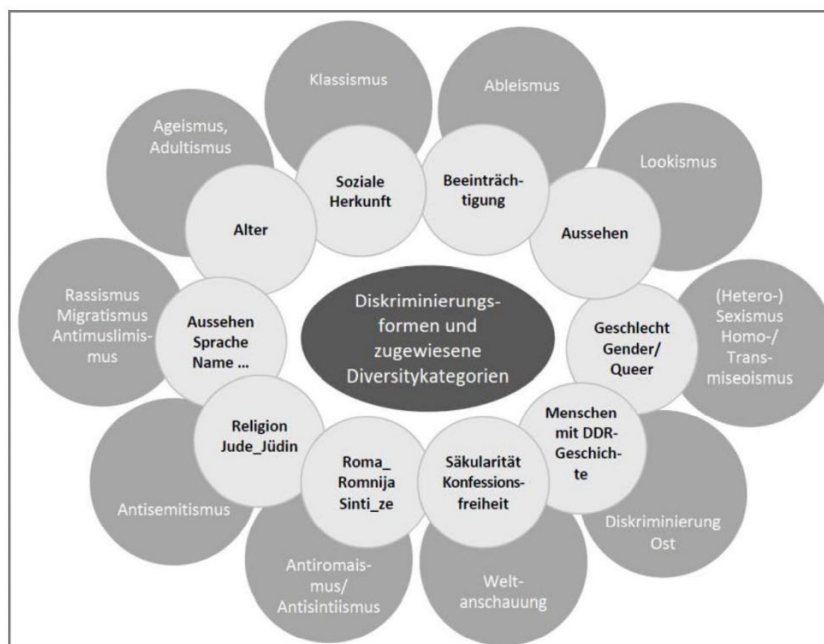 Klassismus
Ableismus
Ageismus,
Adultismus
Lookismus
Soziale
Herkunft
Beeinträch-
tigung
Alter
Aussehen
Rassismus
Migratismus
Antimuslimis-
mus
Aussehen
Sprache
Name ...
Diskriminierungs-
formen und
zugewiesene
Diversitykategorien
Geschlecht
Gender/
Queer
(Hetero-)
Sexismus
Homo-/
Trans-
miseoismus
Religion
Jude_Jüdin
Roma_
Romnija
Sinti_ze
Säkularität
Konfessions-
freiheit
Menschen
mit DDR-
Geschich-
te
Antisemitismus
Antiromais-
mus/
Antisintiismus
Welt-
anschauung
Diskriminierung
Ost